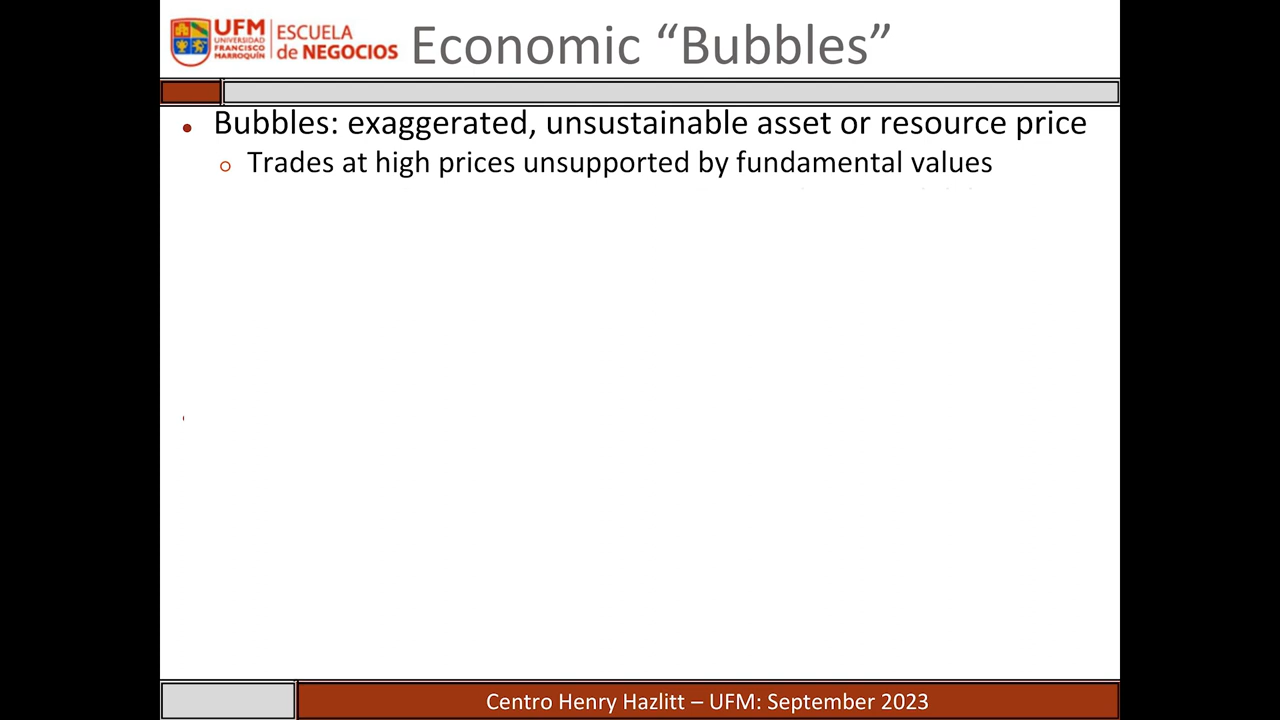 UFM
UNIVERSIDAD
FRANCISCO
MARROQUÍN
ESCUELA
de NEGOCIOS
Economic “Bubbles”
• Bubbles: exaggerated, unsustainable asset or resource price
o Trades at high prices unsupported by fundamental values
Centro Henry Hazlitt – UFM: September 2023